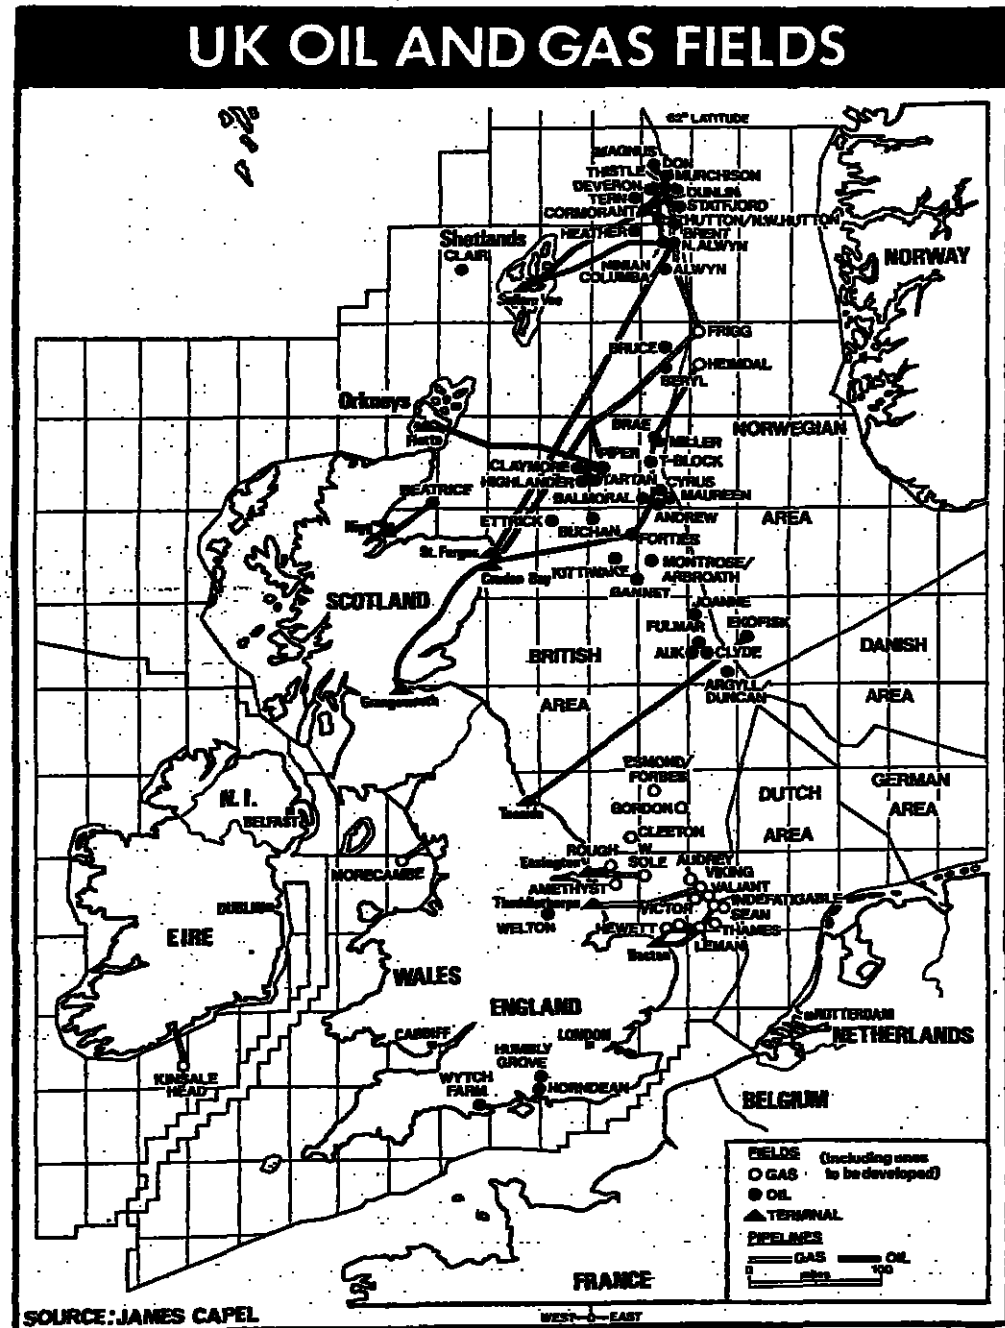 UK OIL AND GAS FIELDS
62° LATITUDE
MAGNUS
DON
THISTLE
MURCHISON
DEVERON
DUNLIN
TERN
STATFJORD
CORMORANT
HUTTON/N.W.HUTTON
HEATHER
BRENT
N.ALWYN
Shetlands
CLAIR
NINIAN
COLUMBA
ALWYN
Sullom Voe
NORWAY
FRIGG
BRUCE
HEIMDAL
BERYL
Orkneys
Flotta
BRAE
NORWEGIAN
MILLER
PIPER
CLAYMORE
T-BLOCK
HIGHLANDER
TARTAN
CYRUS
BEATRICE
BALMORAL
MAUREEN
ETTRICK
ANDREW
AREA
BUCHAN
Nigg
FORTIES
St. Fergus
Cruden Bay
KITTIWAKE
MONTROSE/
ARBROATH
GANNET
SCOTLAND
JOANNE
EKOFISK
FULMAR
BRITISH
AUK
CLYDE
DANISH
ARGYLL
DUNCAN
AREA
Grangemouth
AREA
ESMOND/
FORBES
GERMAN
AREA
N.I.
GORDON
DUTCH
AREA
Teeside
BELFAST
CLEETON
ROUGH
W.
SOLE
AUDREY
Easington
VIKING
MORECAMBE
AMETHYST
VALIANT
Theddlethorpe
INDEFATIGABLE
DUBLIN
VICTOR
SEAN
WELTON
HEWETT
THAMES
EIRE
LEMAN
Bacton
WALES
ENGLAND
ROTTERDAM
CARDIFF
LONDON
NETHERLANDS
HUMBLY
GROVE
KINSALE
HEAD
WYTCH
FARM
HORNDEAN
BELGIUM
FIELDS (including ones
GAS to be developed)
OIL
TERMINAL
PIPELINES
GAS OIL
0 miles 100
FRANCE
SOURCE: JAMES CAPEL
WEST-0-EAST